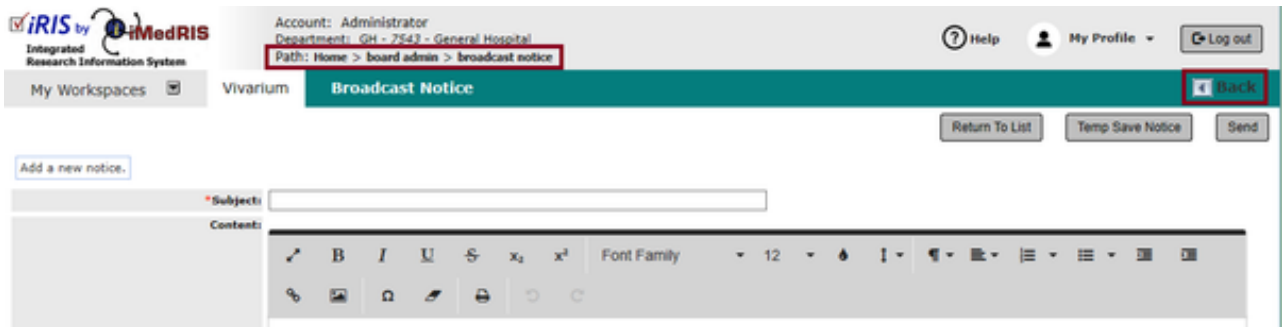 iRIS by iMedRIS
Integrated
Research Information System
Account: Administrator
Department: GH - 7543 - General Hospital
Path: Home > board admin > broadcast notice
? Help
My Profile
Log out
My Workspaces
Vivarium
Broadcast Notice
Back
Return To List
Temp Save Notice
Send
Add a new notice.
*Subject:
Content:
B I U S x₂ x² Font Family 12
Ω